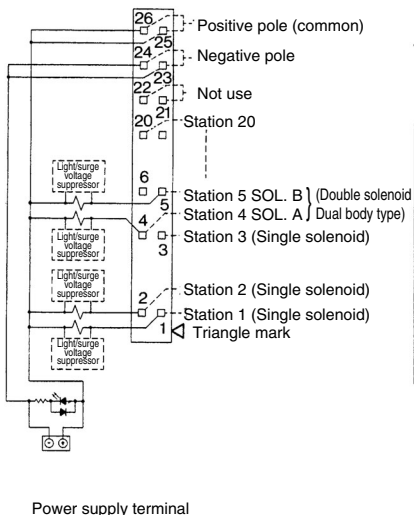 26
Positive pole (common)
25
24
Negative pole
23
22
Not use
21
20
Station 20
Light/surge
voltage
suppressor
6
5
Station 5 SOL. B
(Double solenoid
4
Station 4 SOL. A
Dual body type)
Light/surge
voltage
suppressor
3
Station 3 (Single solenoid)
Light/surge
voltage
suppressor
2
Station 2 (Single solenoid)
Station 1 (Single solenoid)
1
Triangle mark
Light/surge
voltage
suppressor
Power supply terminal